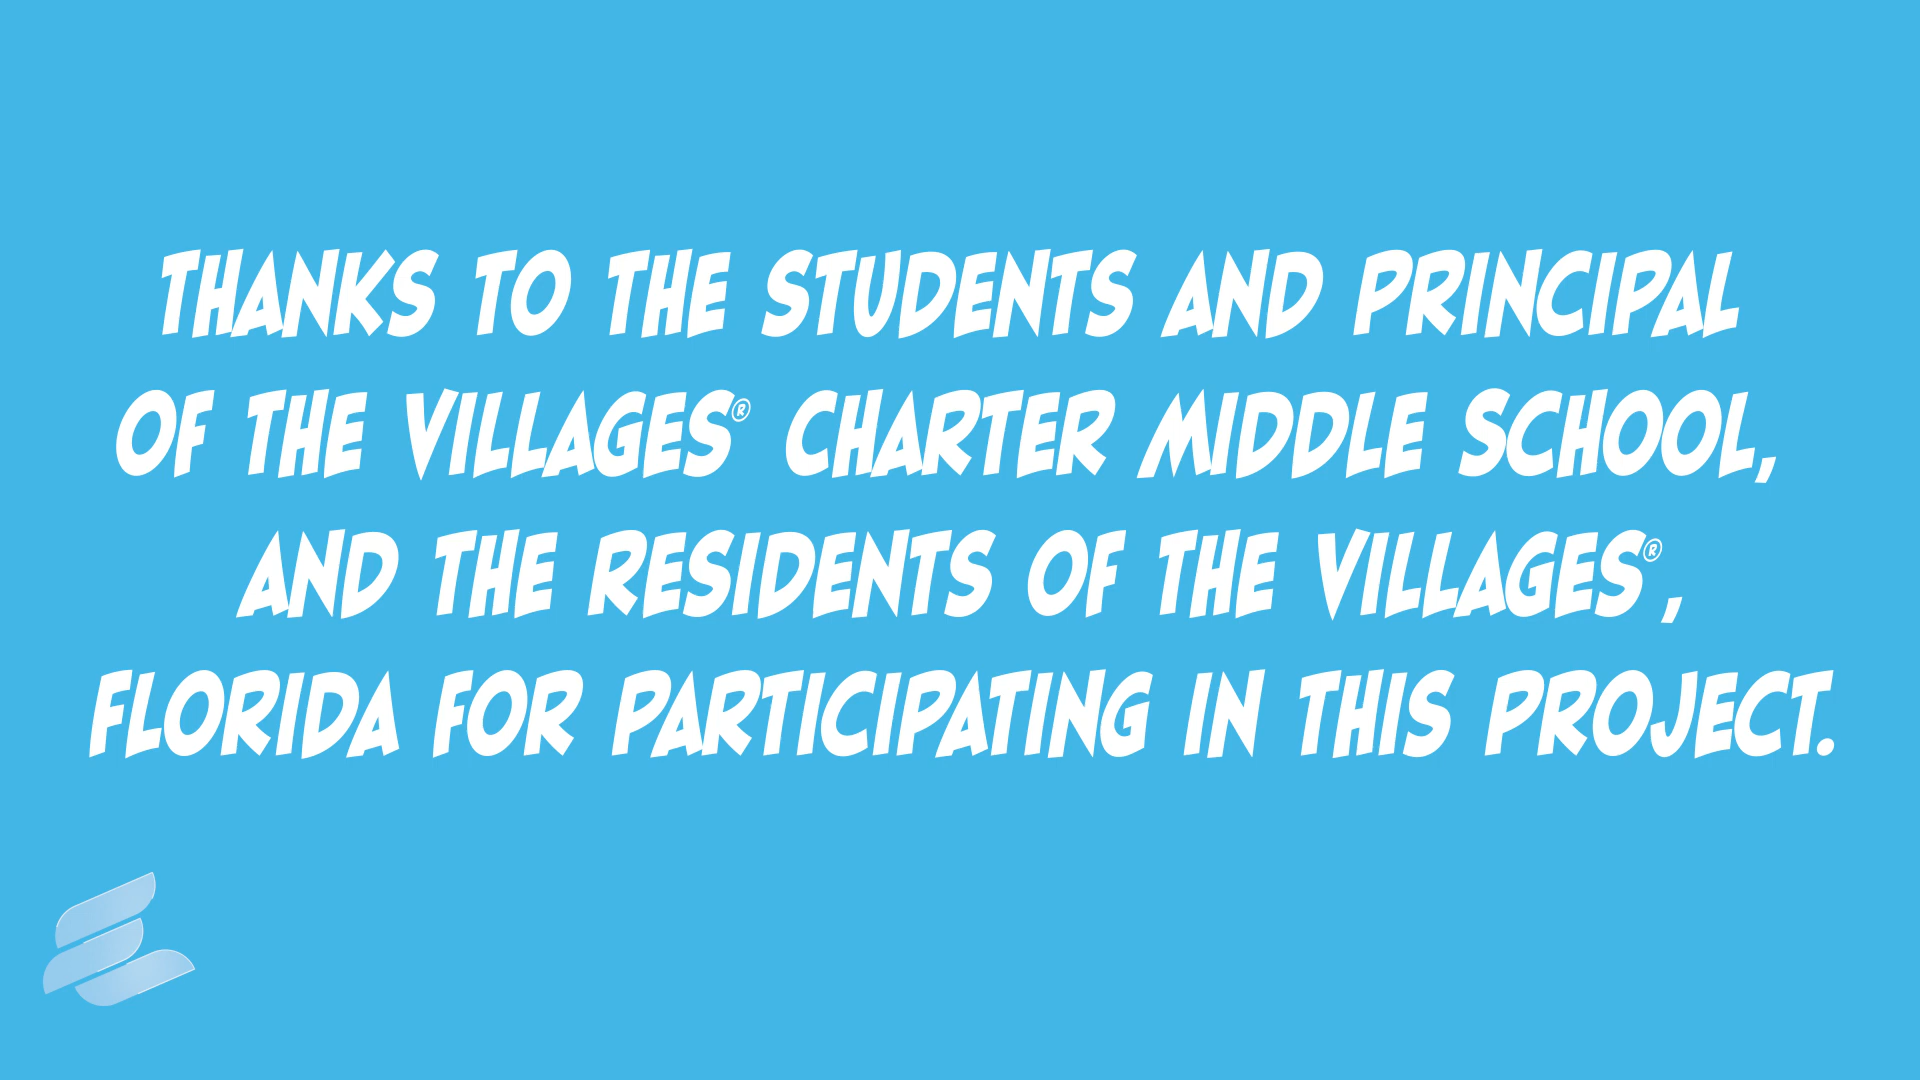 THANKS TO THE STUDENTS AND PRINCIPAL
OF THE VILLAGES® CHARTER MIDDLE SCHOOL,
AND THE RESIDENTS OF THE VILLAGES®,
FLORIDA FOR PARTICIPATING IN THIS PROJECT.